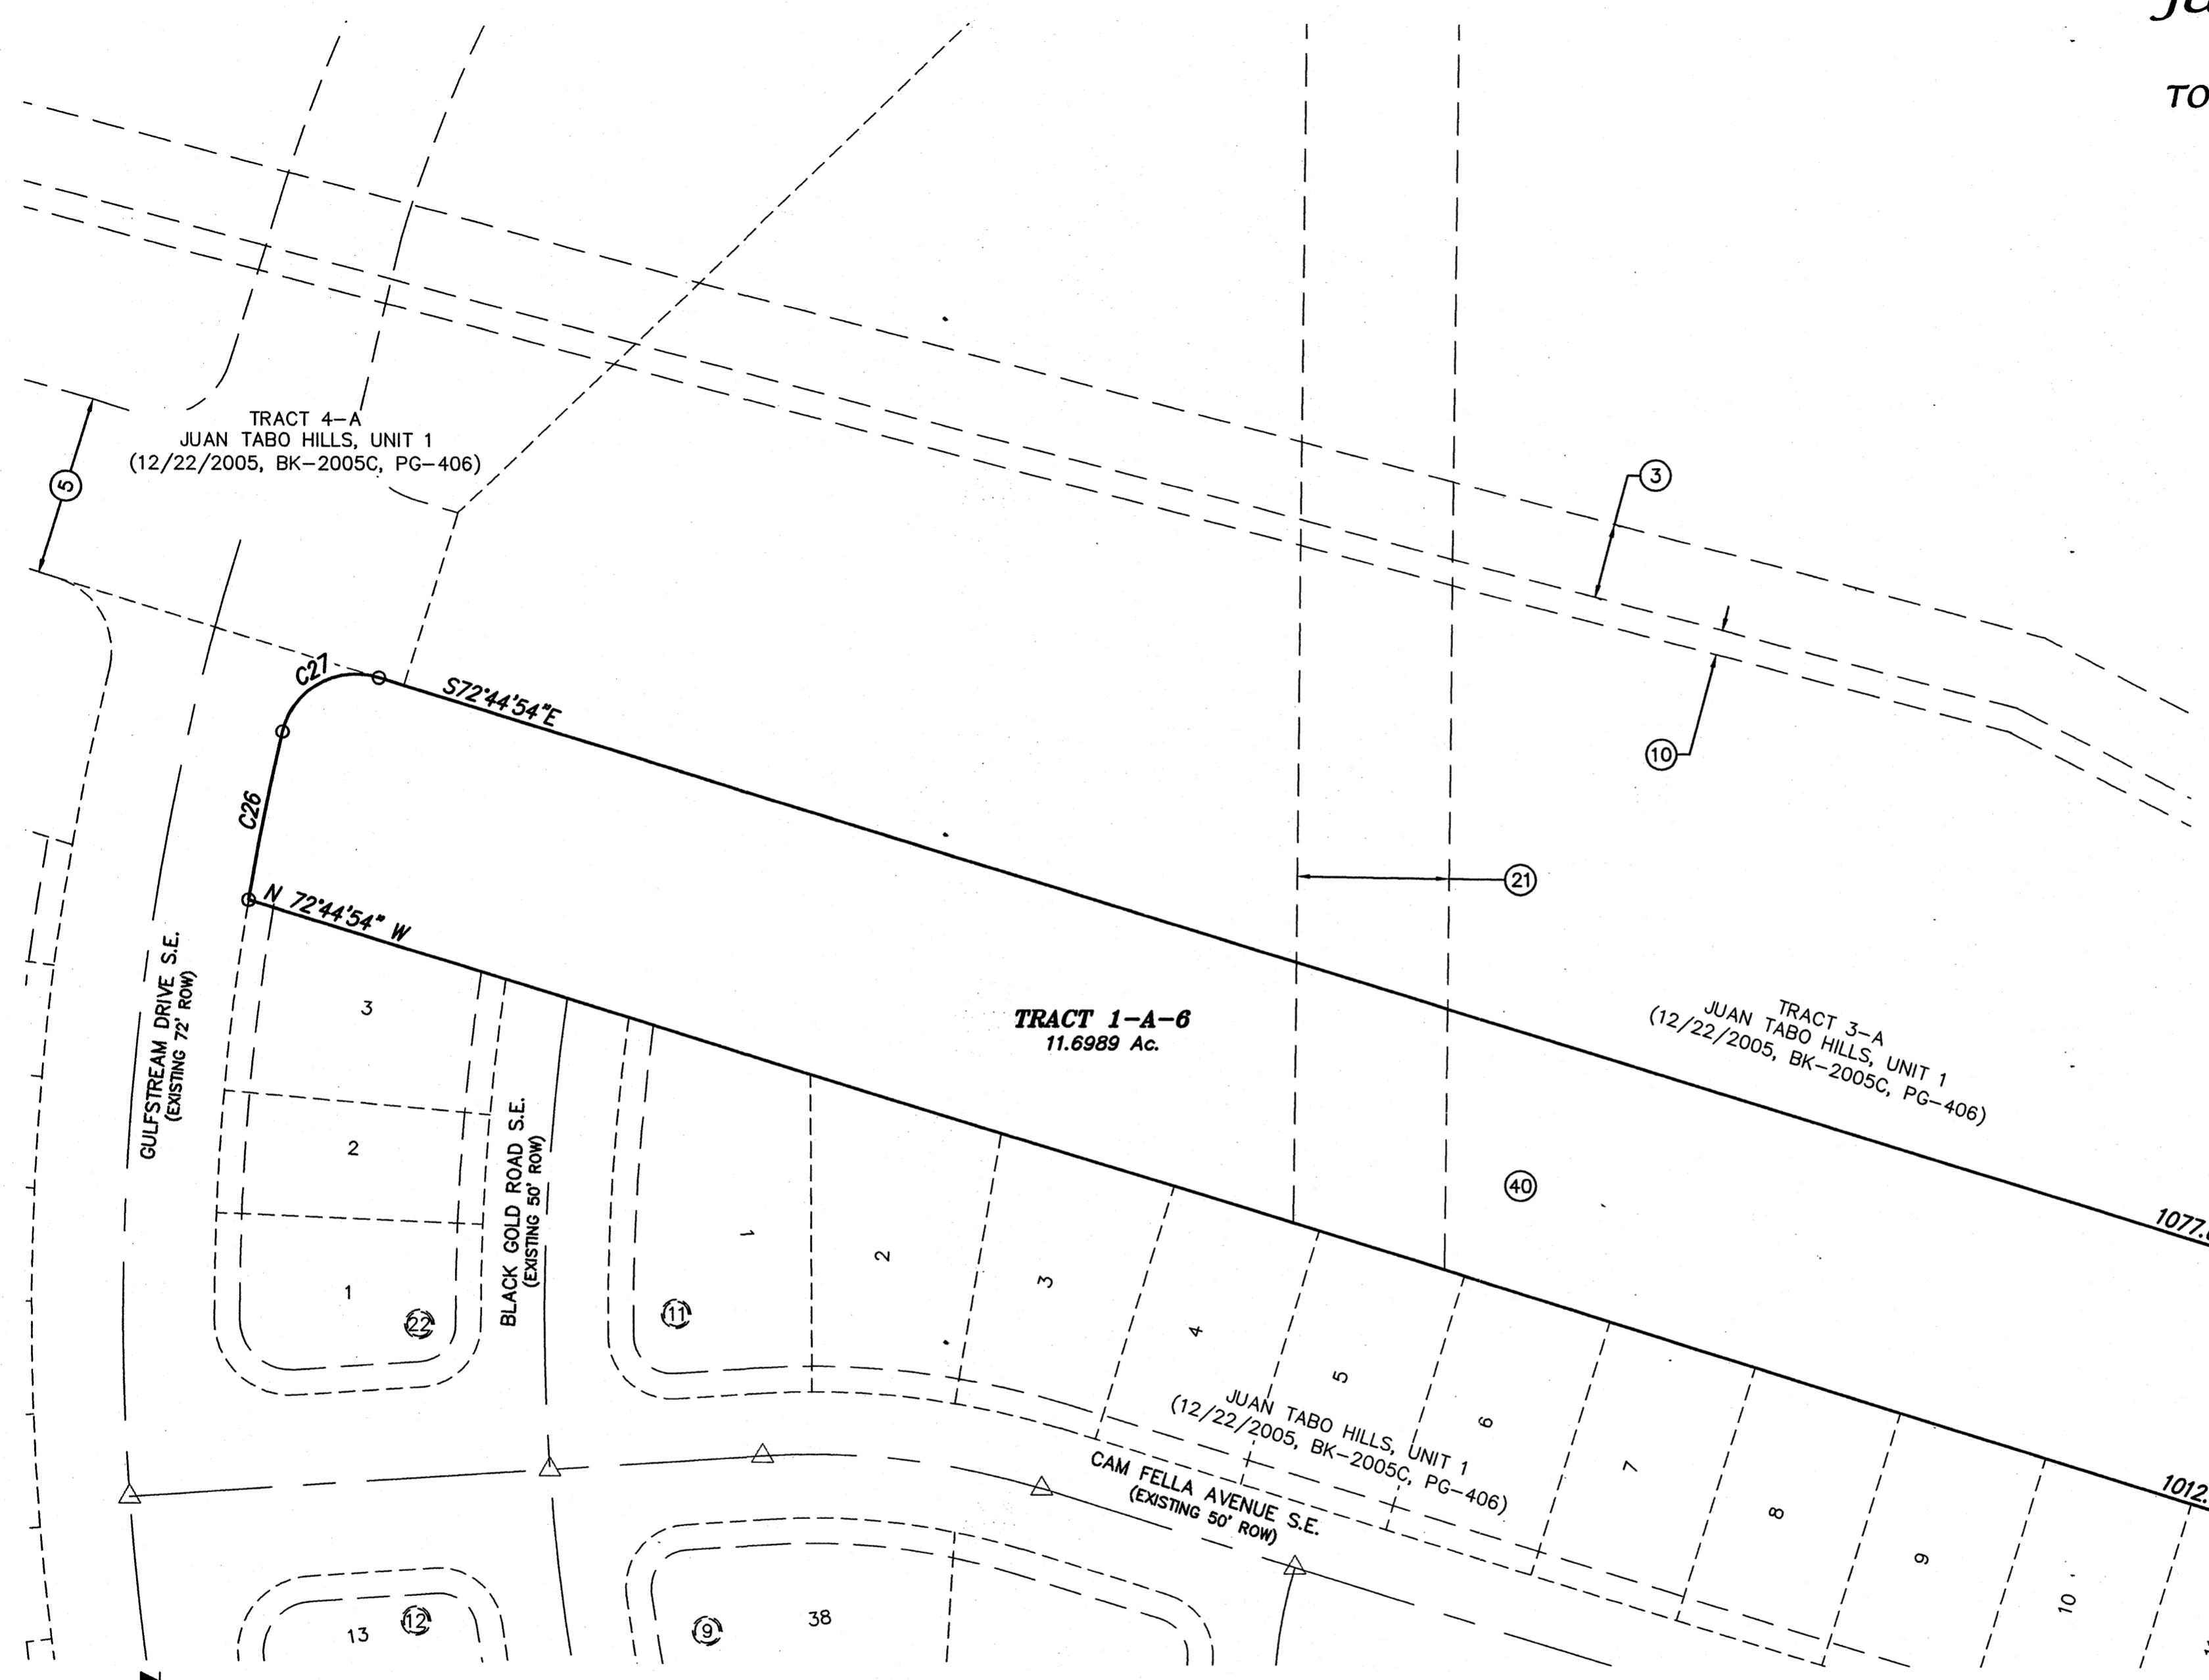 TO
TRACT 4-A
JUAN TABO HILLS, UNIT 1
(12/22/2005, BK-2005C, PG-406)
5
3
10
C27
S72°44'54"E
C26
N 72°44'54" W
21
GULFSTREAM DRIVE S.E.
(EXISTING 72' ROW)
3
2
1
22
BLACK GOLD ROAD S.E.
(EXISTING 50' ROW)
TRACT 1-A-6
11.6989 Ac.
TRACT 3-A
JUAN TABO HILLS, UNIT 1
(12/22/2005, BK-2005C, PG-406)
40
1077.
1
2
3
4
5
6
7
8
9
10
11
JUAN TABO HILLS, UNIT 1
(12/22/2005, BK-2005C, PG-406)
CAM FELLA AVENUE S.E.
(EXISTING 50' ROW)
1012.
13
12
9
38